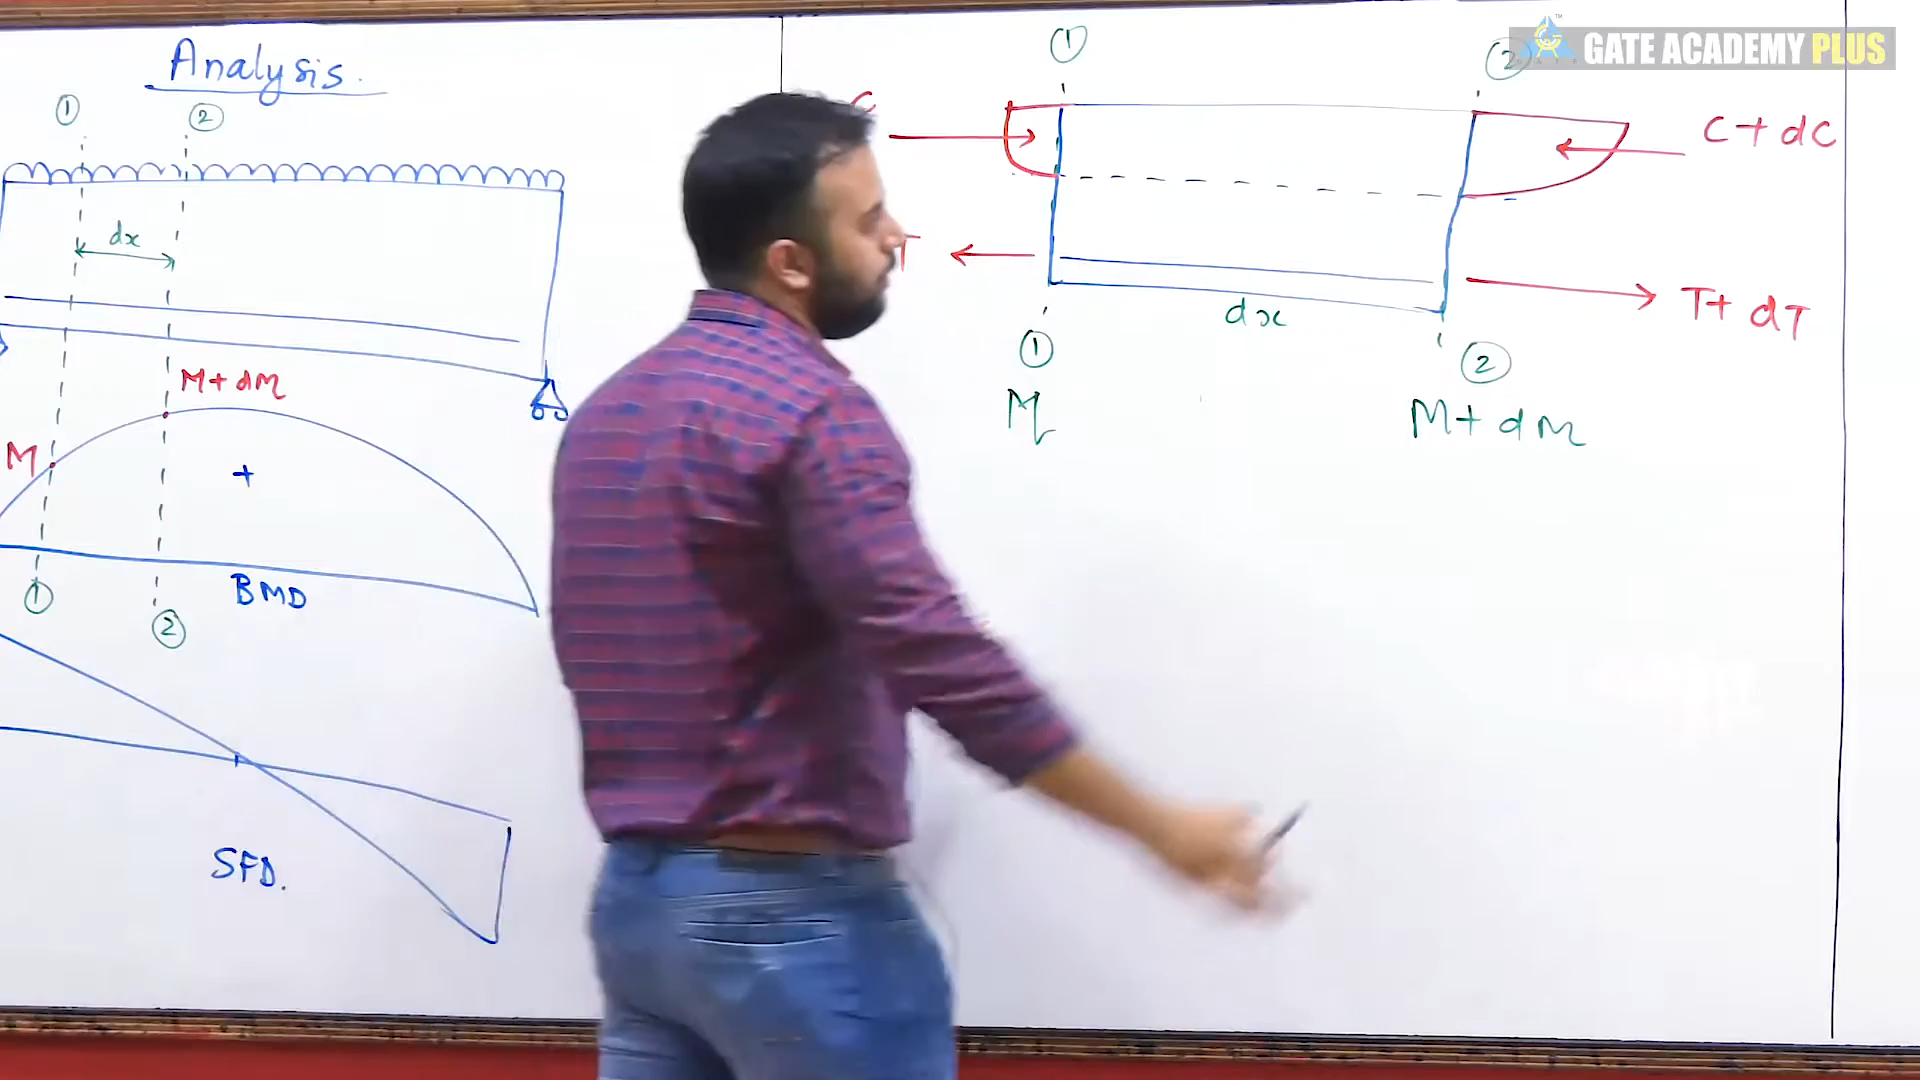 Analysis.
① ②
dx
M+dM
M
+
BMD
① ②
SFD.
① ②
C
C+dC
T
T+dT
dx
① ②
M
M+dM
GATE ACADEMY PLUS